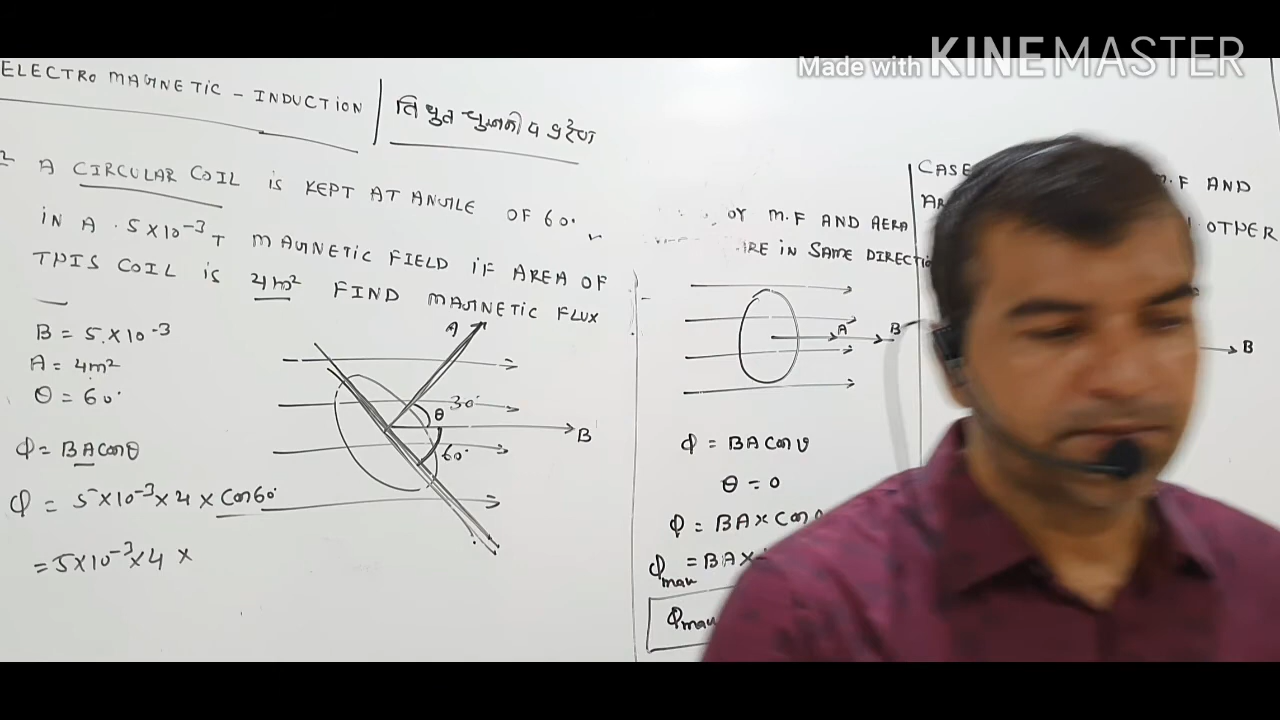 Made with KINEMASTER
ELECTRO MAGNETIC - INDUCTION
A CIRCULAR COIL is KEPT AT ANGLE OF 60°
iN A 5×10⁻³ T MAGNETIC FIELD iF AREA OF
THIS COIL is 4m² FIND MAGNETIC FLUX
B = 5×10⁻³
A = 4m²
θ = 60°
Φ = BA cosθ
Φ = 5×10⁻³ × 4 × cos60°
= 5×10⁻³ × 4 ×
A
θ
30°
B
60°
OF M.F AND AERA
ARE IN SAME DIRECTIO
A
B
Φ = BA cosθ
θ = 0
Φ = BA × cos
Φmax = BA ×
Φmax
CASE
M.F AND
AR
OTHER
B